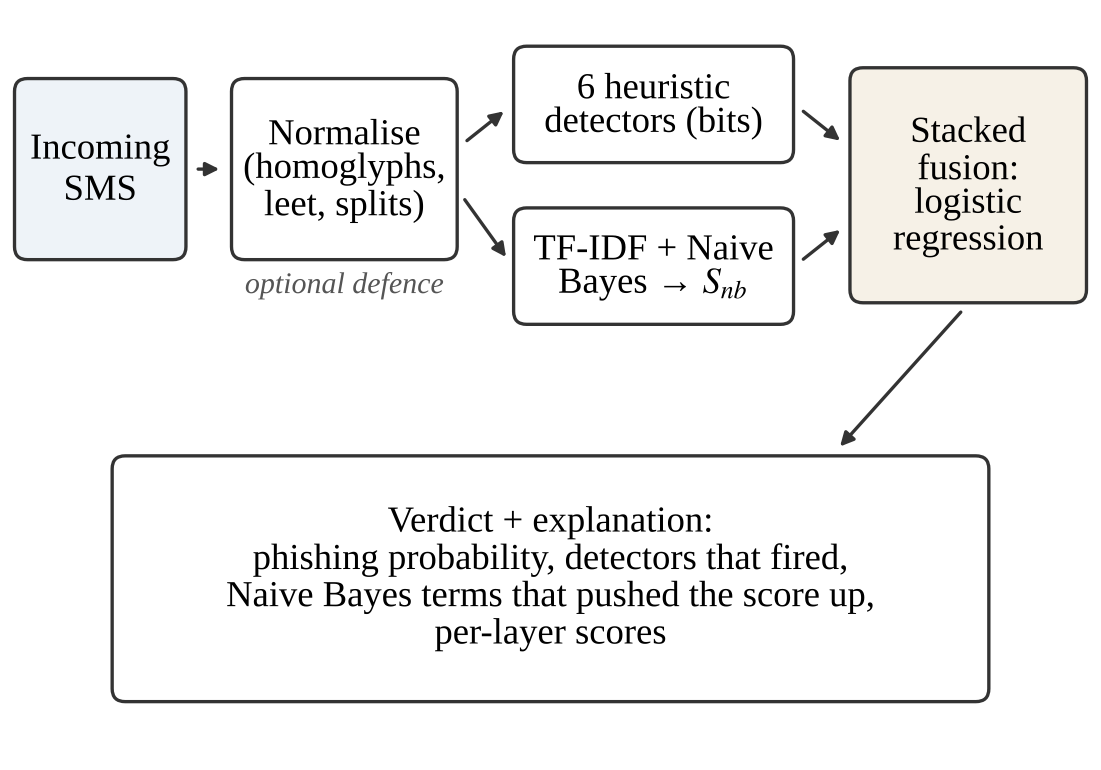 Incoming
SMS
Normalise
(homoglyphs,
leet, splits)
optional defence
6 heuristic
detectors (bits)
TF-IDF + Naive
Bayes → Snb
Stacked
fusion:
logistic
regression
Verdict + explanation:
phishing probability, detectors that fired,
Naive Bayes terms that pushed the score up,
per-layer scores